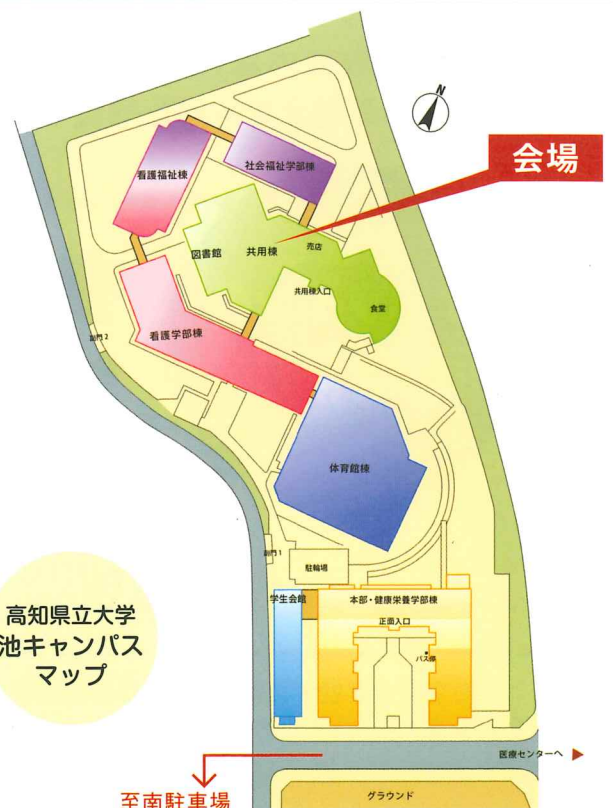 N
会場
看護福祉棟
社会福祉学部棟
図書館
共用棟
売店
共用棟入口
食堂
副門2
看護学部棟
体育館棟
副門1
駐輪場
学生会館
本部・健康栄養学部棟
正面入口
バス停
高知県立大学
池キャンパス
マップ
医療センターへ
至南駐車場
グラウンド